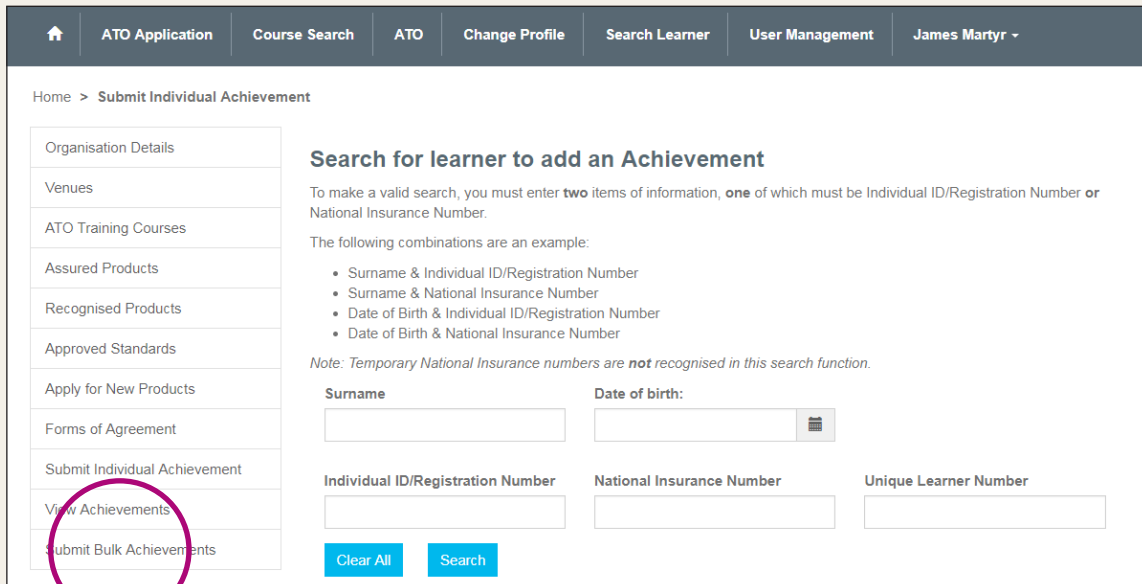 ATO Application Course Search ATO Change Profile Search Learner User Management James Martyr
Home > Submit Individual Achievement
Organisation Details
Venues
ATO Training Courses
Assured Products
Recognised Products
Approved Standards
Apply for New Products
Forms of Agreement
Submit Individual Achievement
View Achievements
Submit Bulk Achievements
Search for learner to add an Achievement
To make a valid search, you must enter two items of information, one of which must be Individual ID/Registration Number or
National Insurance Number.
The following combinations are an example:
• Surname & Individual ID/Registration Number
• Surname & National Insurance Number
• Date of Birth & Individual ID/Registration Number
• Date of Birth & National Insurance Number
Note: Temporary National Insurance numbers are not recognised in this search function.
Surname Date of birth:
Individual ID/Registration Number National Insurance Number Unique Learner Number
Clear All Search